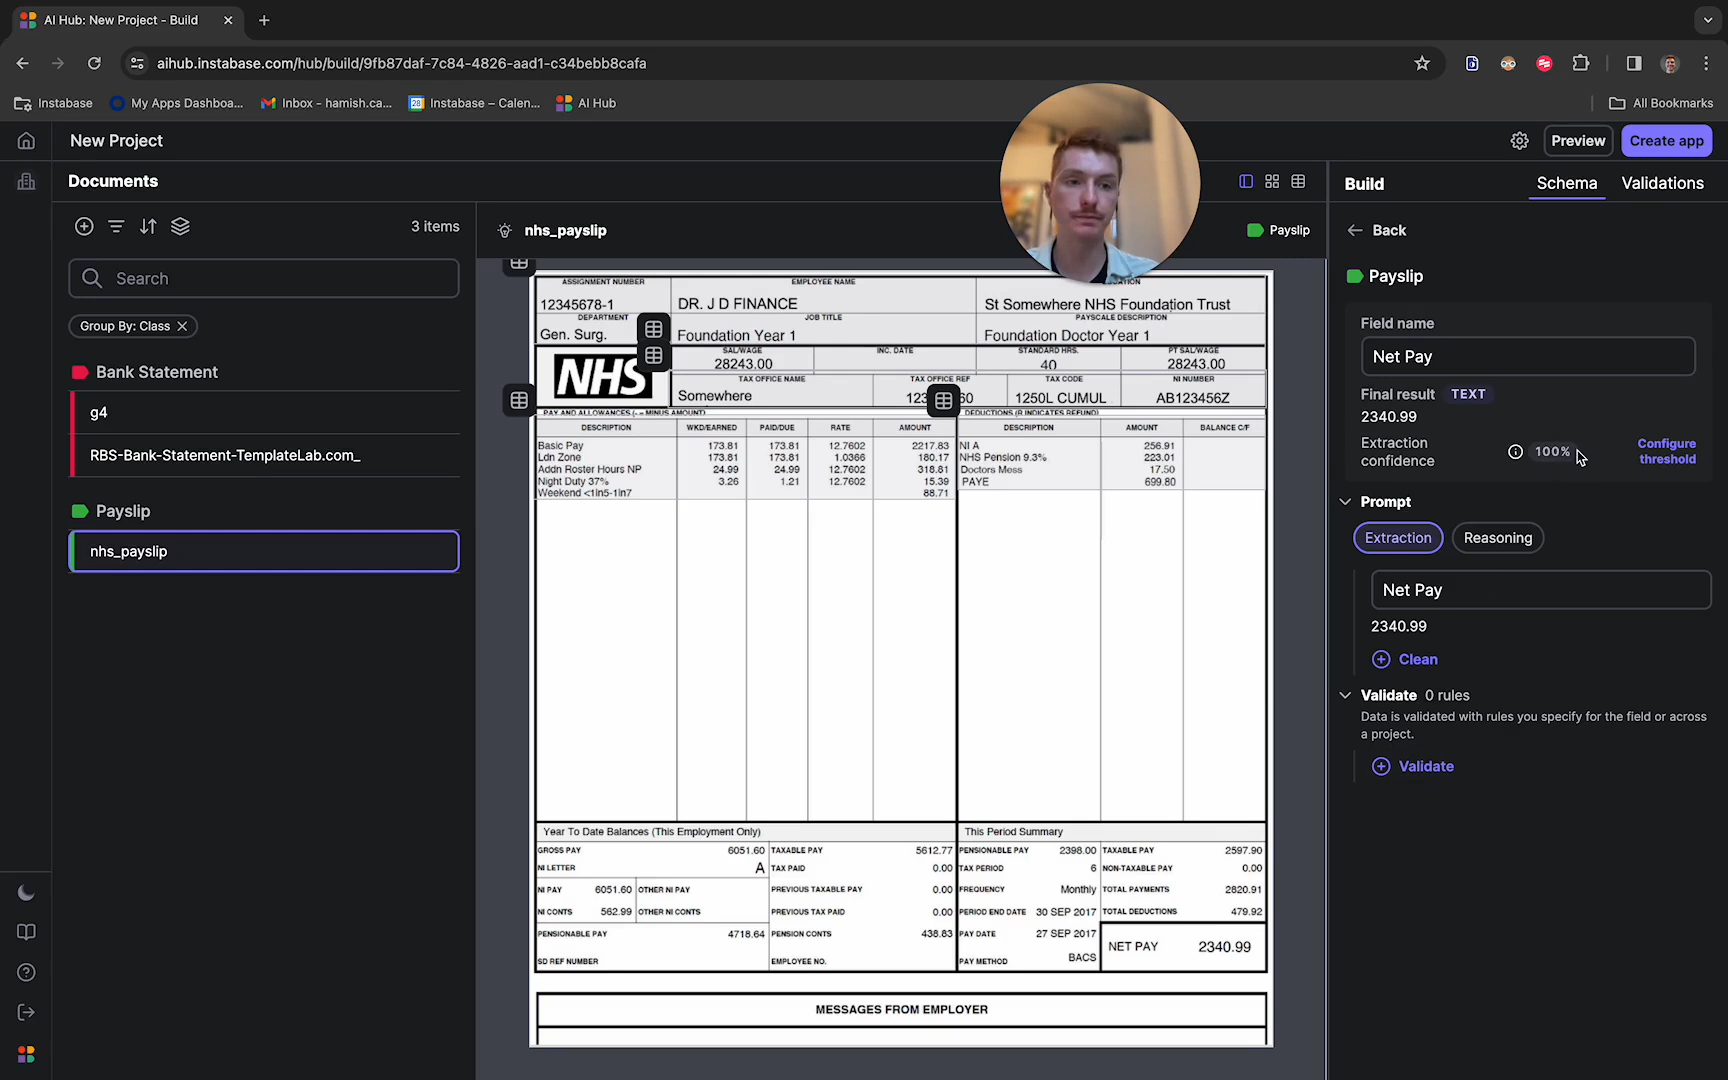 AI Hub: New Project - Build
aihub.instabase.com/hub/build/9fb87daf-7c84-4826-aad1-c34bebb8cafa
Instabase
My Apps Dashboa...
Inbox - hamish.ca...
Instabase – Calen...
AI Hub
All Bookmarks
New Project
Preview
Create app
Documents
Build
Schema
Validations
3 items
nhs_payslip
Payslip
Back
Search
Payslip
Group By: Class
Field name
Net Pay
Bank Statement
g4
RBS-Bank-Statement-TemplateLab.com_
Payslip
nhs_payslip
Final result TEXT
2340.99
Extraction confidence
100%
Configure threshold
Prompt
Extraction
Reasoning
Net Pay
2340.99
Clean
Validate 0 rules
Data is validated with rules you specify for the field or across
a project.
Validate
ASSIGNMENT NUMBER
EMPLOYEE NAME
12345678-1
DR. J D FINANCE
St Somewhere NHS Foundation Trust
DEPARTMENT
JOB TITLE
PAYSCALE DESCRIPTION
Gen. Surg.
Foundation Year 1
Foundation Doctor Year 1
NHS
SAL/WAGE
INC. DATE
STANDARD HRS.
PT SAL/WAGE
28243.00
40
28243.00
TAX OFFICE NAME
TAX OFFICE REF
TAX CODE
NI NUMBER
Somewhere
1250L CUMUL
AB123456Z
PAY AND ALLOWANCES (- = MINUS AMOUNT)
DEDUCTIONS (R INDICATES REFUND)
DESCRIPTION WKD/EARNED PAID/DUE RATE AMOUNT DESCRIPTION AMOUNT BALANCE C/F
Basic Pay 173.81 173.81 12.7602 2217.83 NI A 256.91
Ldn Zone 173.81 173.81 1.0366 180.17 NHS Pension 9.3% 223.01
Addn Roster Hours NP 24.99 24.99 12.7602 318.81 Doctors Mess 17.50
Night Duty 37% 3.26 1.21 12.7602 15.39 PAYE 699.80
Weekend <1in5-1in7 88.71
Year To Date Balances (This Employment Only)
This Period Summary
GROSS PAY 6051.60 TAXABLE PAY 5612.77 PENSIONABLE PAY 2398.00 TAXABLE PAY 2597.90
NI LETTER A TAX PAID 0.00 TAX PERIOD 6 NON-TAXABLE PAY 0.00
NI PAY 6051.60 OTHER NI PAY PREVIOUS TAXABLE PAY 0.00 FREQUENCY Monthly TOTAL PAYMENTS 2820.91
NI CONTS 562.99 OTHER NI CONTS PREVIOUS TAX PAID 0.00 PERIOD END DATE 30 SEP 2017 TOTAL DEDUCTIONS 479.92
PENSIONABLE PAY 4718.64 PENSION CONTS 438.83 PAY DATE 27 SEP 2017
NET PAY 2340.99
SD REF NUMBER EMPLOYEE NO. PAY METHOD BACS
MESSAGES FROM EMPLOYER